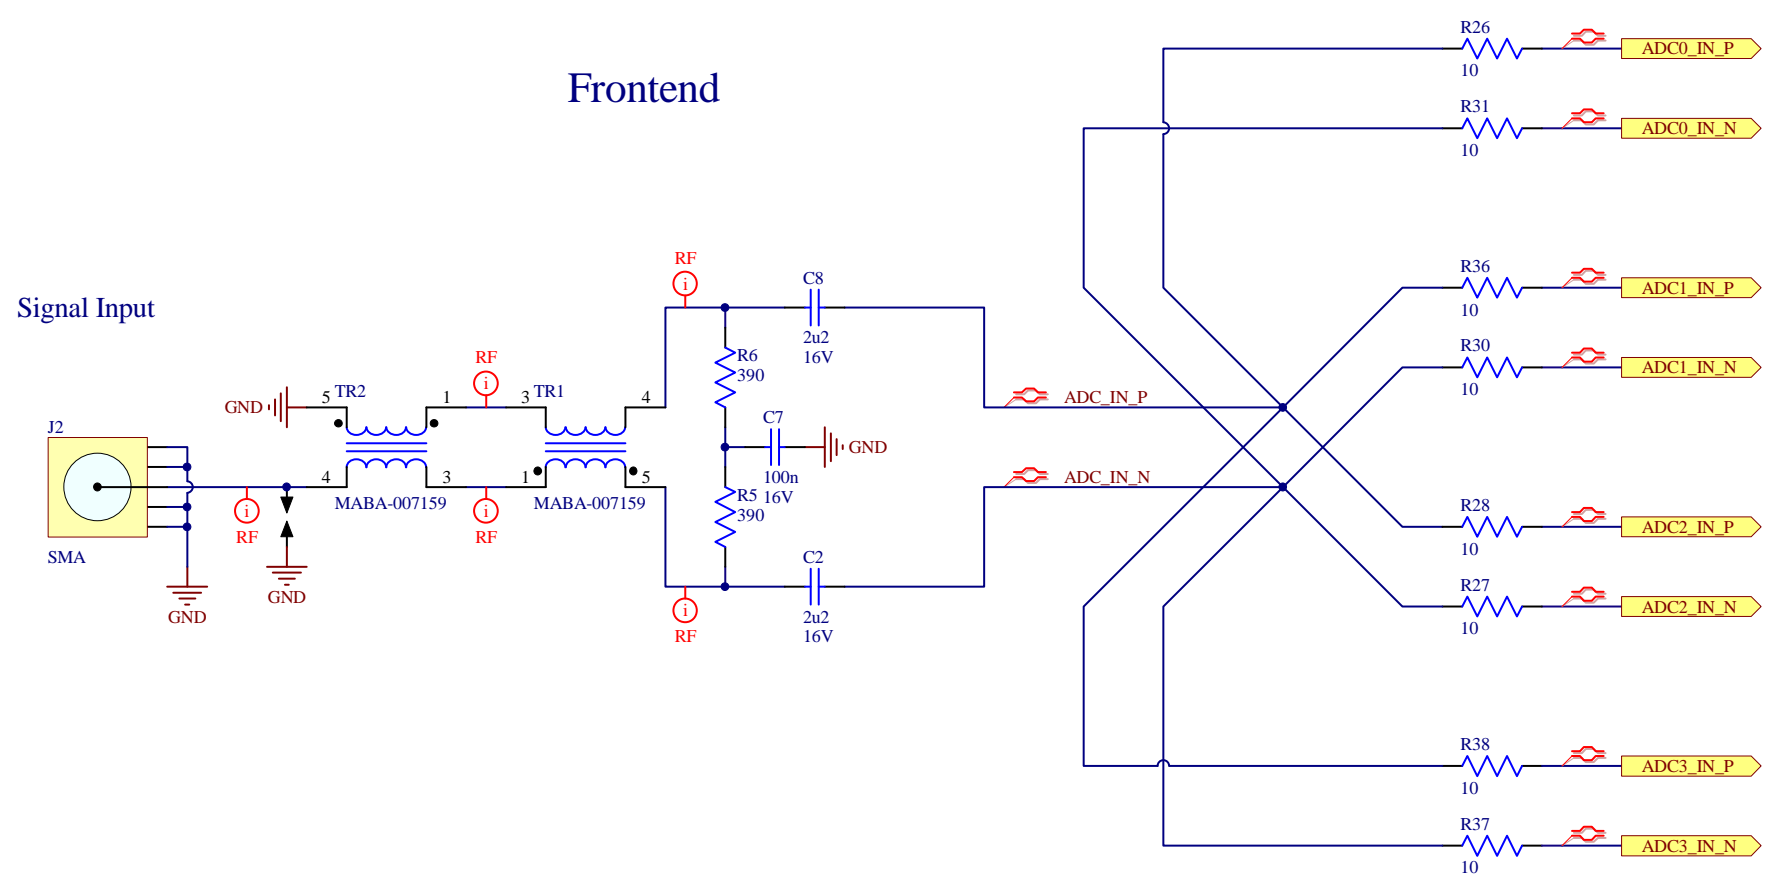 Frontend
Signal Input
J2
SMA
GND
RF
i
GND
GND
5
TR2
1
4
3
MABA-007159
RF
i
i
RF
3
TR1
4
1
5
MABA-007159
RF
i
i
RF
R6
390
R5
390
C8
2u2
16V
C7
100n
16V
GND
C2
2u2
16V
ADC_IN_P
ADC_IN_N
R26
10
ADC0_IN_P
R31
10
ADC0_IN_N
R36
10
ADC1_IN_P
R30
10
ADC1_IN_N
R28
10
ADC2_IN_P
R27
10
ADC2_IN_N
R38
10
ADC3_IN_P
R37
10
ADC3_IN_N